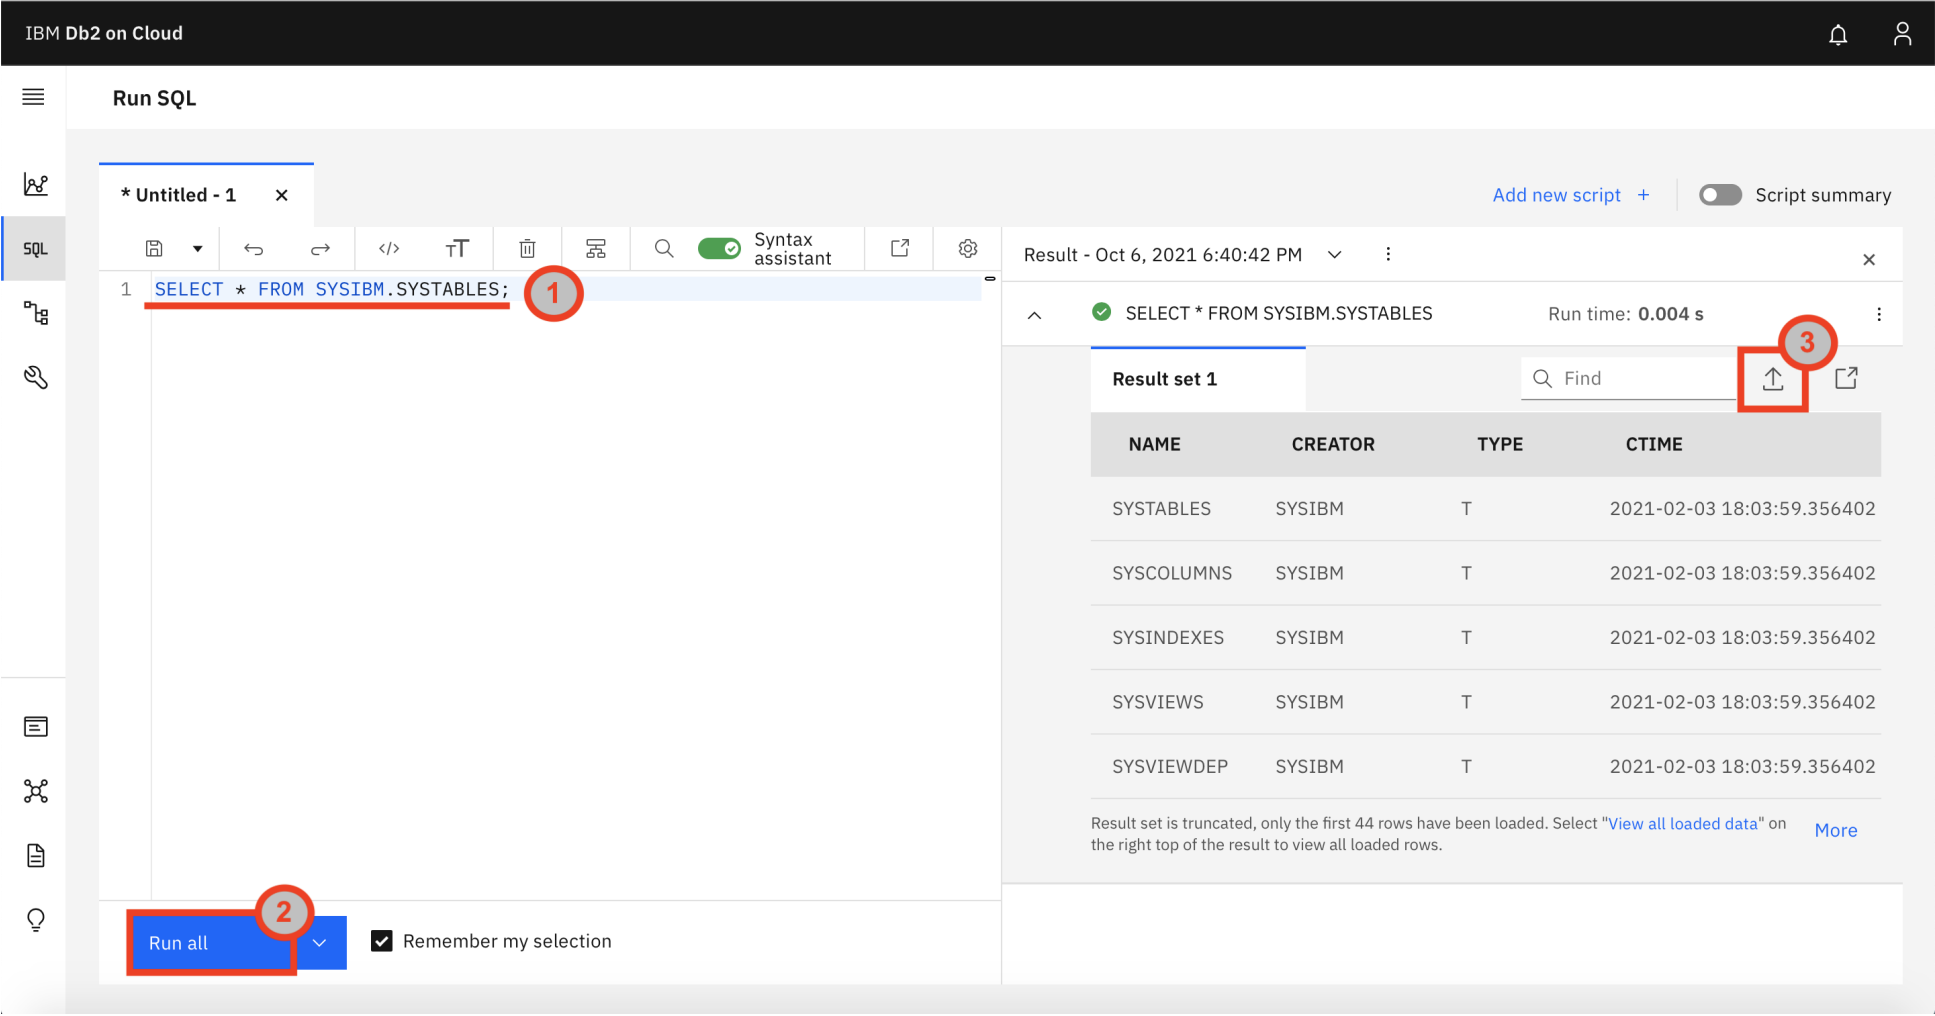 IBM Db2 on Cloud
Run SQL
* Untitled - 1
Add new script +
Script summary
SQL
Syntax
assistant
Result - Oct 6, 2021 6:40:42 PM
1 SELECT * FROM SYSIBM.SYSTABLES;
1
SELECT * FROM SYSIBM.SYSTABLES
Run time: 0.004 s
3
Result set 1
Find
NAME CREATOR TYPE CTIME
SYSTABLES SYSIBM T 2021-02-03 18:03:59.356402
SYSCOLUMNS SYSIBM T 2021-02-03 18:03:59.356402
SYSINDEXES SYSIBM T 2021-02-03 18:03:59.356402
SYSVIEWS SYSIBM T 2021-02-03 18:03:59.356402
SYSVIEWDEP SYSIBM T 2021-02-03 18:03:59.356402
Result set is truncated, only the first 44 rows have been loaded. Select "View all loaded data" on
the right top of the result to view all loaded rows.
More
2
Run all
Remember my selection